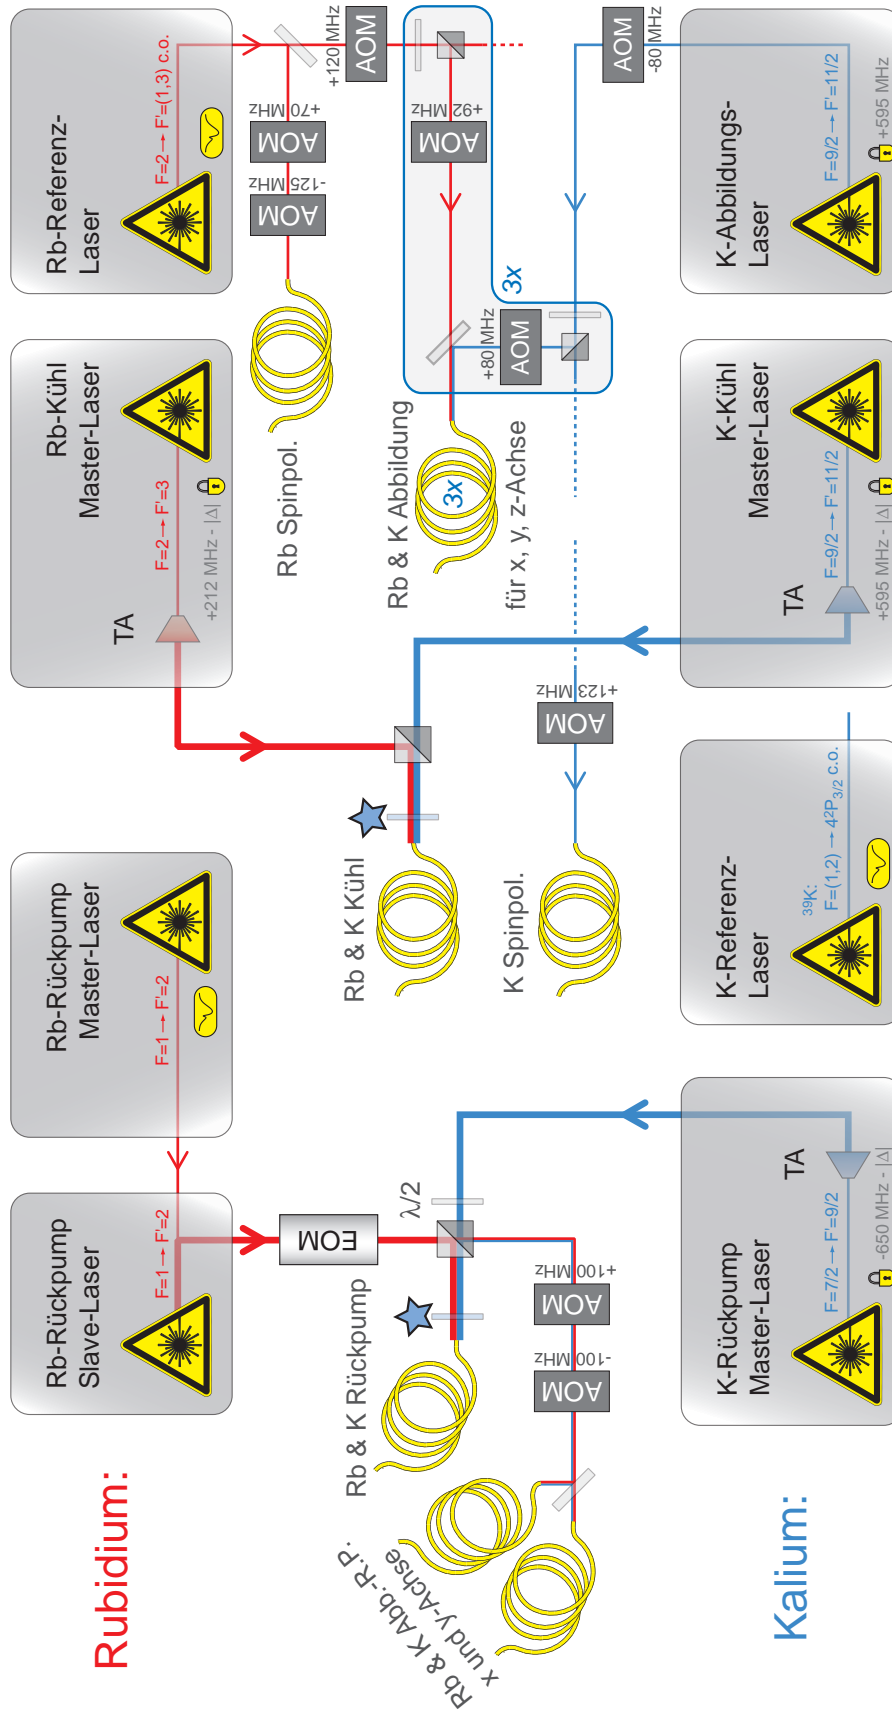 Rubidium:
Rb-Rückpump
Slave-Laser
F=1→F'=2
Rb-Rückpump
Master-Laser
F=1→F'=2
Rb-Kühl
Master-Laser
TA
F=2→F'=3
+212 MHz - |Δ|
Rb-Referenz-
Laser
F=2→F'=(1,3) c.o.
EOM
Rb Spinpol.
AOM
-125 MHz
AOM
+70 MHz
AOM
+120 MHz
Rb & K Rückpump
λ/2
Rb & K Kühl
Rb & K Abbildung
3x
für x, y, z-Achse
AOM
+92 MHz
3x
AOM
+80 MHz
Rb & K Abb.-R.P.
x und y-Achse
AOM
-100 MHz
AOM
+100 MHz
K Spinpol.
AOM
+123 MHz
AOM
-80 MHz
Kalium:
K-Rückpump
Master-Laser
TA
F=7/2→F'=9/2
-650 MHz - |Δ|
K-Referenz-
Laser
³⁹K:
F=(1,2) → 4²P₃/₂ c.o.
K-Kühl
Master-Laser
TA
F=9/2→F'=11/2
+595 MHz - |Δ|
K-Abbildungs-
Laser
F=9/2→F'=11/2
+595 MHz